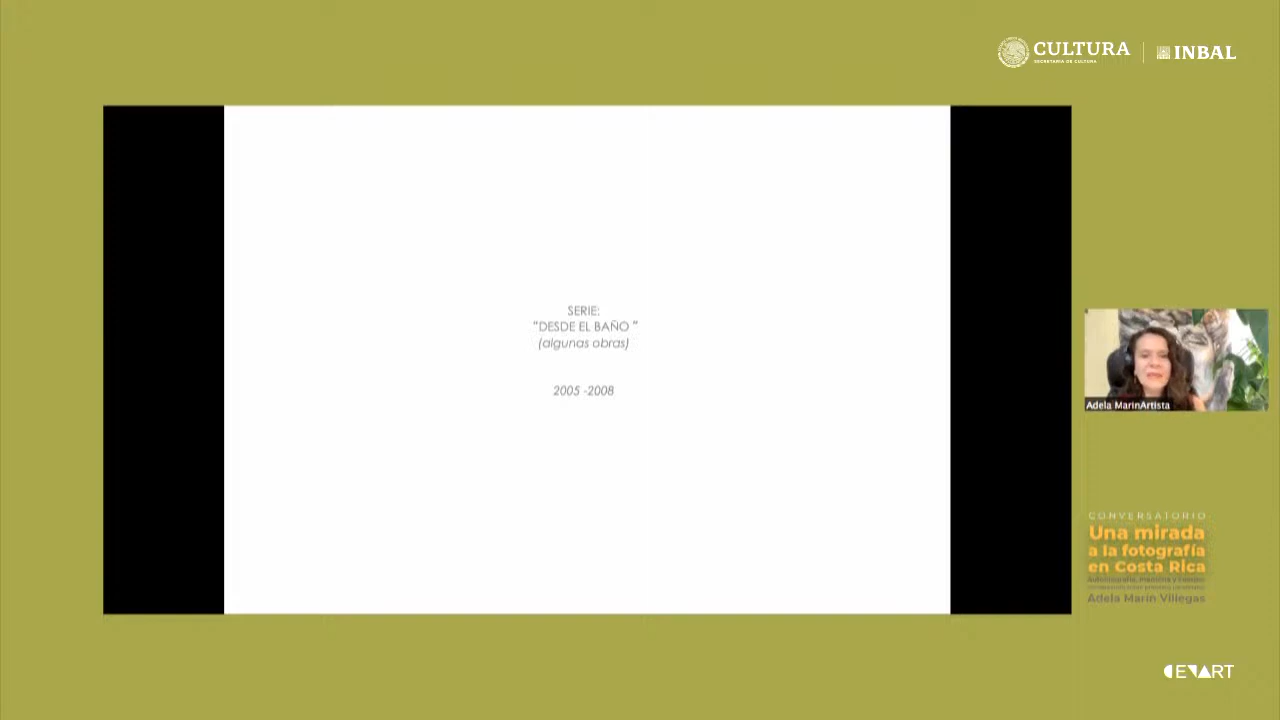 CULTURA
SECRETARÍA DE CULTURA
INBAL
SERIE:
"DESDE EL BAÑO "
(algunas obras)
2005 -2008
Adela MarinArtista
CONVERSATORIO
Una mirada
a la fotografía
en Costa Rica
Adela Marín Villegas
CENART